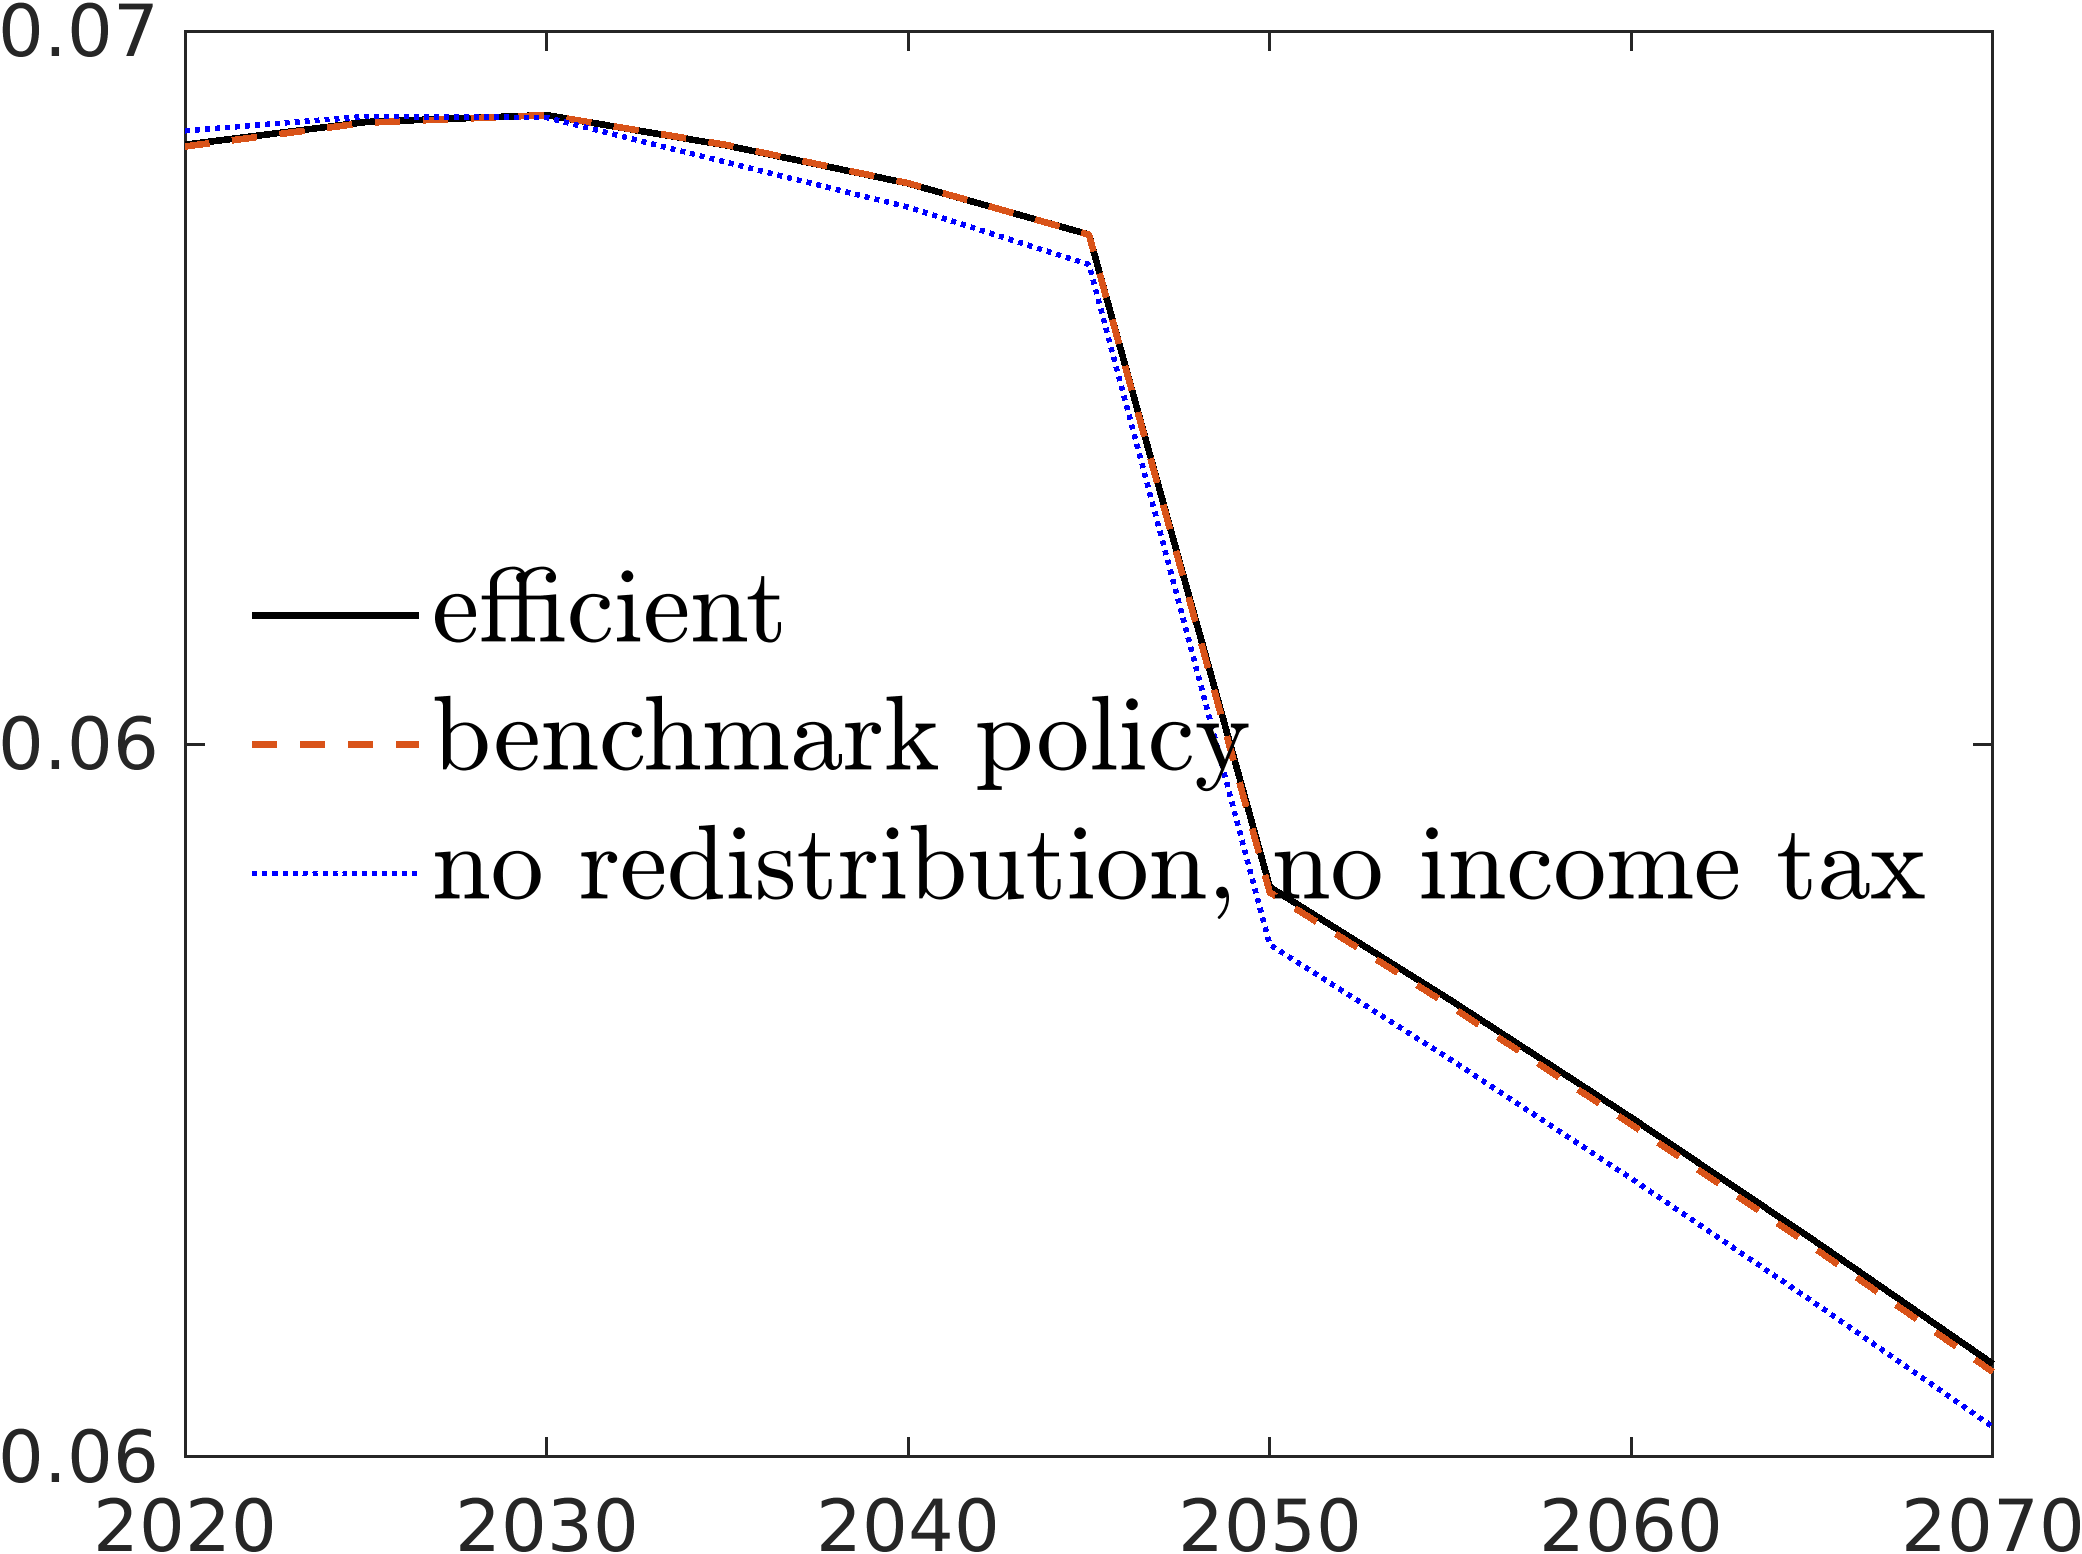 0.07
0.06
0.06
efficient
benchmark policy
no redistribution, no income tax
2020 2030 2040 2050 2060 2070